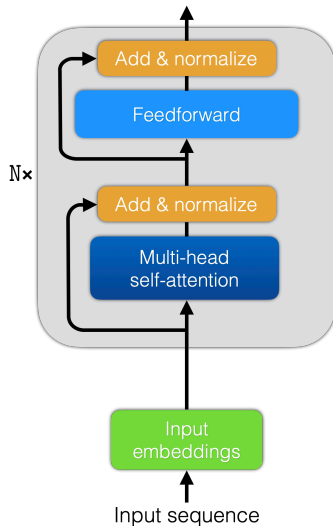 Add & normalize
Feedforward
N×
Add & normalize
Multi-head
self-attention
Input
embeddings
Input sequence